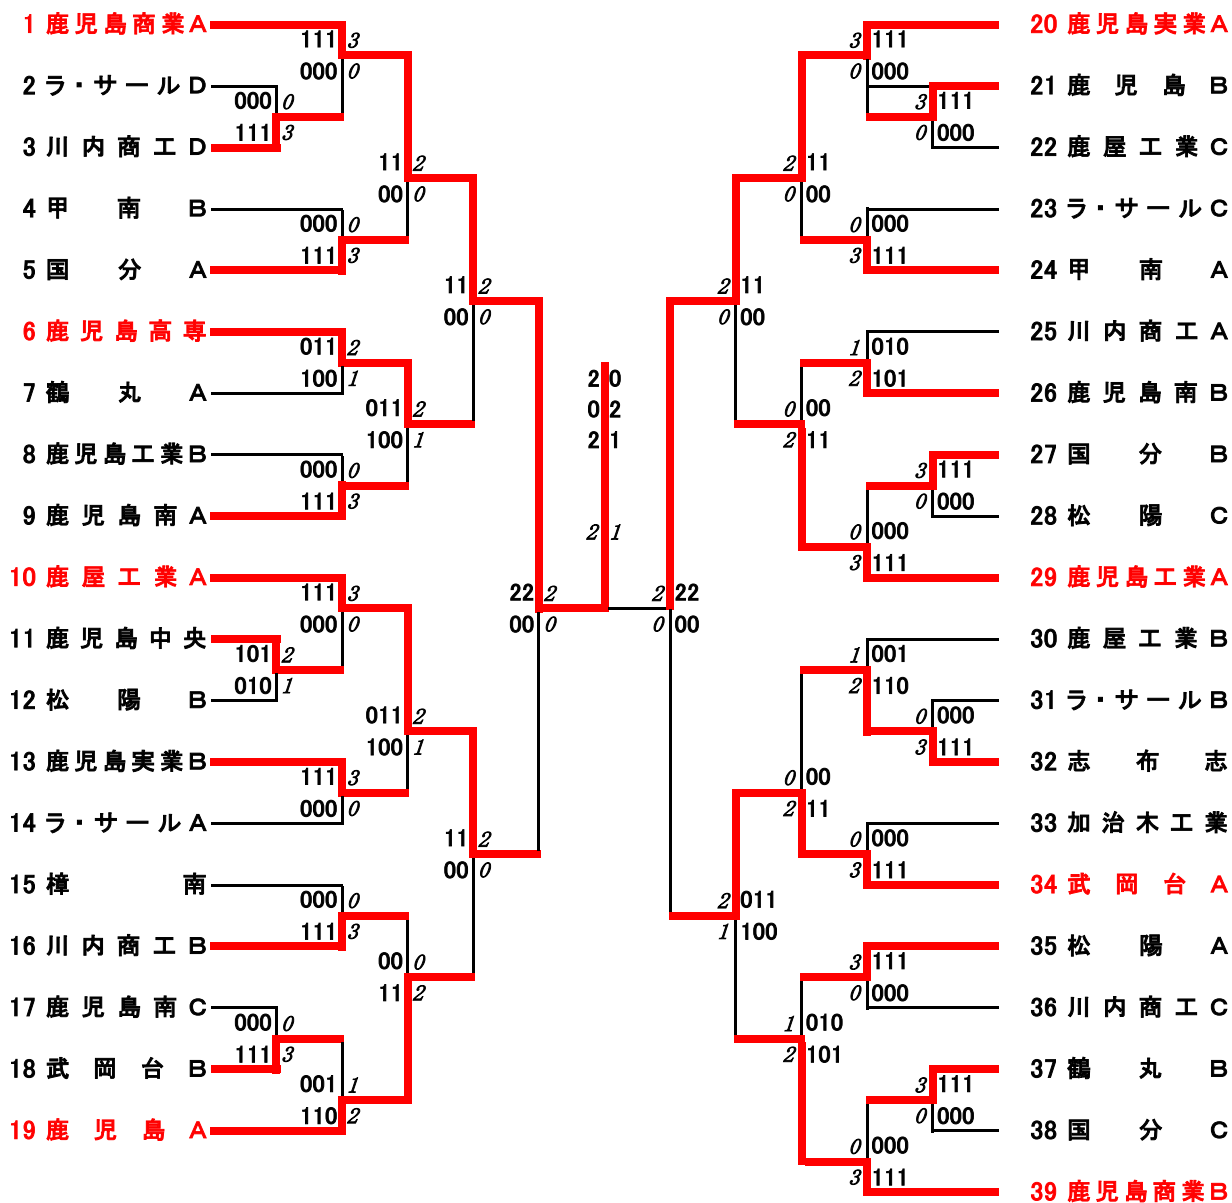 1 鹿児島商業A
111 3
000 0
2 ラ・サールD
000 0
111 3
3 川内商工D
11 2
00 0
4 甲南B
000 0
111 3
5 国分A
11 2
00 0
6 鹿児島高専
011 2
100 1
7 鶴丸A
011 2
100 1
8 鹿児島工業B
000 0
111 3
9 鹿児島南A
22 2
00 0
10 鹿屋工業A
111 3
000 0
11 鹿児島中央
101 2
010 1
12 松陽B
011 2
100 1
13 鹿児島実業B
111 3
000 0
14 ラ・サールA
11 2
00 0
15 樟南
000 0
111 3
16 川内商工B
00 0
11 2
17 鹿児島南C
000 0
111 3
18 武岡台B
001 1
110 2
19 鹿児島A
2 0
0 2
2 1
2 1
20 鹿児島実業A
3 111
0 000
21 鹿児島B
3 111
0 000
22 鹿屋工業C
2 11
0 00
23 ラ・サールC
0 000
3 111
24 甲南A
2 11
0 00
25 川内商工A
1 010
2 101
26 鹿児島南B
0 00
2 11
27 国分B
3 111
0 000
28 松陽C
0 000
3 111
29 鹿児島工業A
2 22
0 00
30 鹿屋工業B
1 001
2 110
31 ラ・サールB
0 000
3 111
32 志布志
0 00
2 11
33 加治木工業
0 000
3 111
34 武岡台A
2 011
1 100
35 松陽A
3 111
0 000
36 川内商工C
1 010
2 101
37 鶴丸B
3 111
0 000
38 国分C
0 000
3 111
39 鹿児島商業B